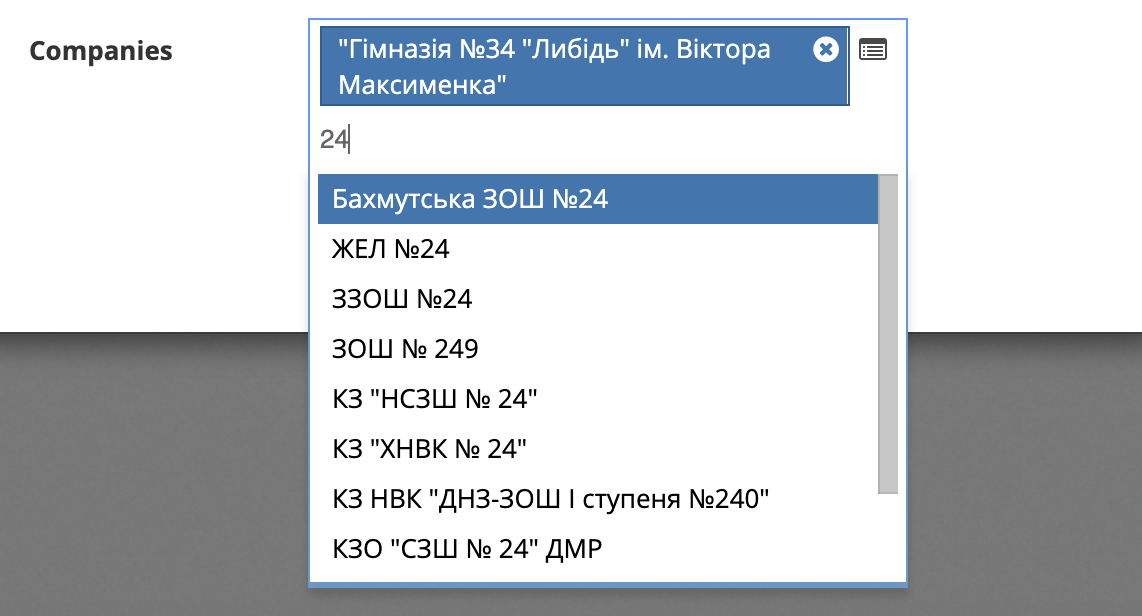 Companies
"Гімназія №34 "Либідь" ім. Віктора
Максименка"
24
Бахмутська ЗОШ №24
ЖЕЛ №24
ЗЗОШ №24
ЗОШ № 249
КЗ "НСЗШ № 24"
КЗ "ХНВК № 24"
КЗ НВК "ДНЗ-ЗОШ І ступеня №240"
КЗО "СЗШ № 24" ДМР